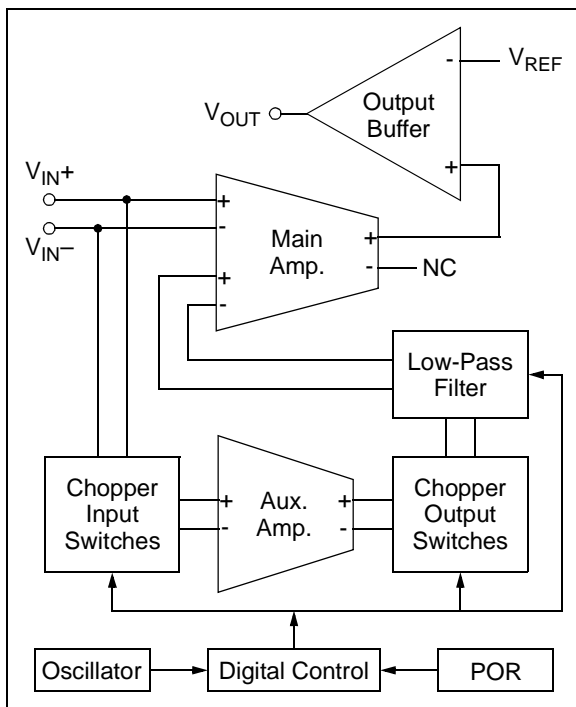 -
V_REF
V_OUT
Output
Buffer
+
V_IN+
V_IN–
+
-
+
-
Main
Amp.
+
-
NC
Low-Pass
Filter
Chopper
Input
Switches
+
-
Aux.
Amp.
+
-
Chopper
Output
Switches
Oscillator
Digital Control
POR